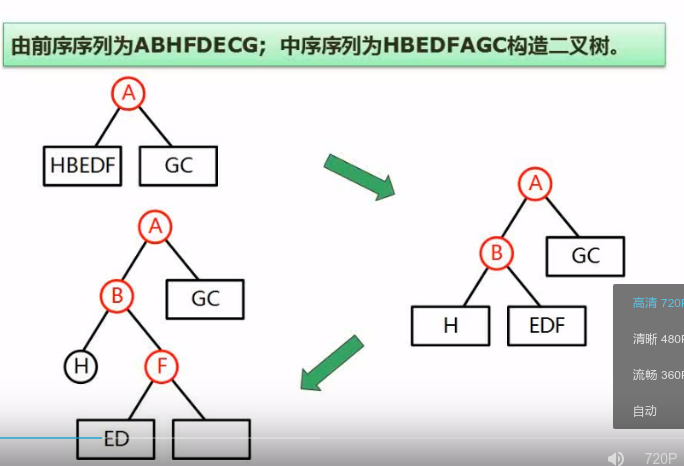 由前序序列为ABHFDECG；中序序列为HBEDFAGC构造二叉树。
A
HBEDF
GC
A
B
GC
H
EDF
A
B
GC
H
F
ED
高清 720P
清晰 480P
流畅 360P
自动
720P